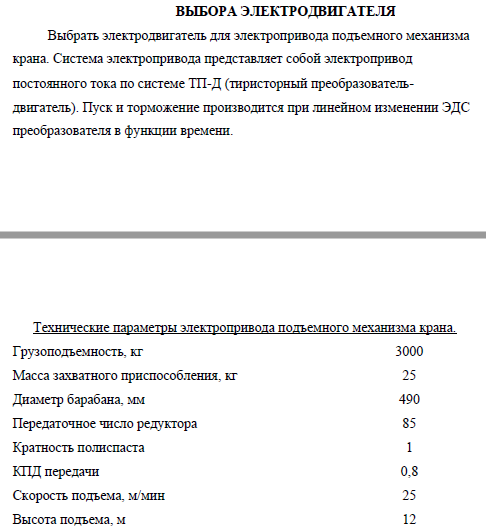 ВЫБОРА ЭЛЕКТРОДВИГАТЕЛЯ
Выбрать электродвигатель для электропривода подъемного механизма
крана. Система электропривода представляет собой электропривод
постоянного тока по системе ТП-Д (тиристорный преобразователь-
двигатель). Пуск и торможение производится при линейном изменении ЭДС
преобразователя в функции времени.
Технические параметры электропривода подъемного механизма крана.
Грузоподъемность, кг 3000
Масса захватного приспособления, кг 25
Диаметр барабана, мм 490
Передаточное число редуктора 85
Кратность полиспаста 1
КПД передачи 0,8
Скорость подъема, м/мин 25
Высота подъема, м 12